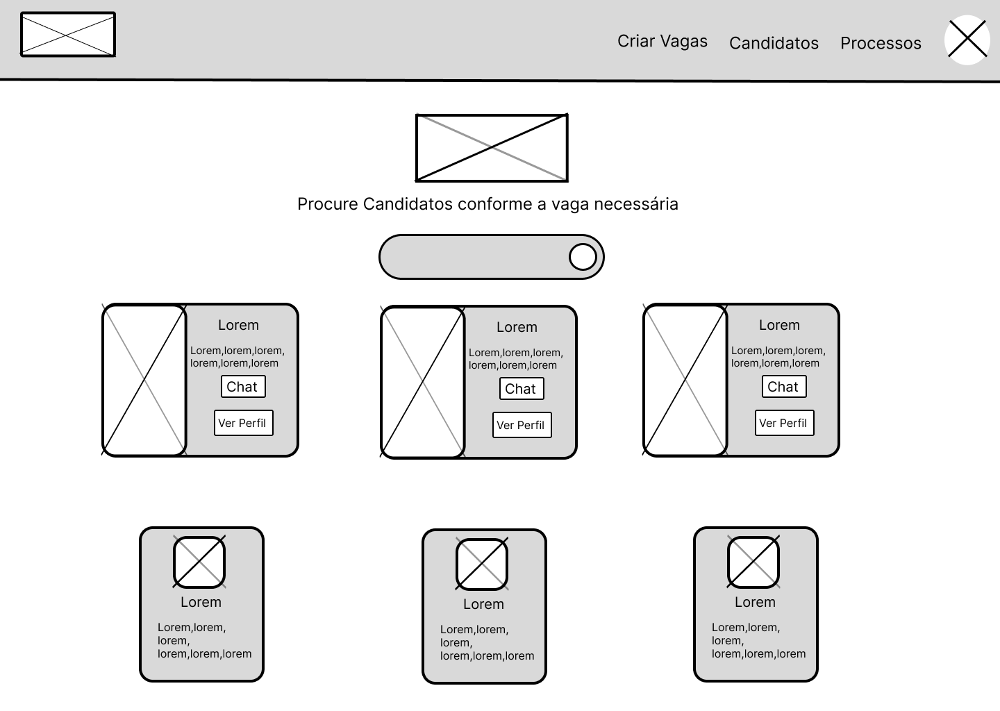 Criar Vagas
Candidatos
Processos
Procure Candidatos conforme a vaga necessária
Lorem
Lorem,lorem,lorem,
lorem,lorem,lorem
Chat
Ver Perfil
Lorem
Lorem,lorem,lorem,
lorem,lorem,lorem
Chat
Ver Perfil
Lorem
Lorem,lorem,lorem,
lorem,lorem,lorem
Chat
Ver Perfil
Lorem
Lorem,lorem,
lorem,
lorem,lorem,lorem
Lorem
Lorem,lorem,
lorem,
lorem,lorem,lorem
Lorem
Lorem,lorem,
lorem,
lorem,lorem,lorem